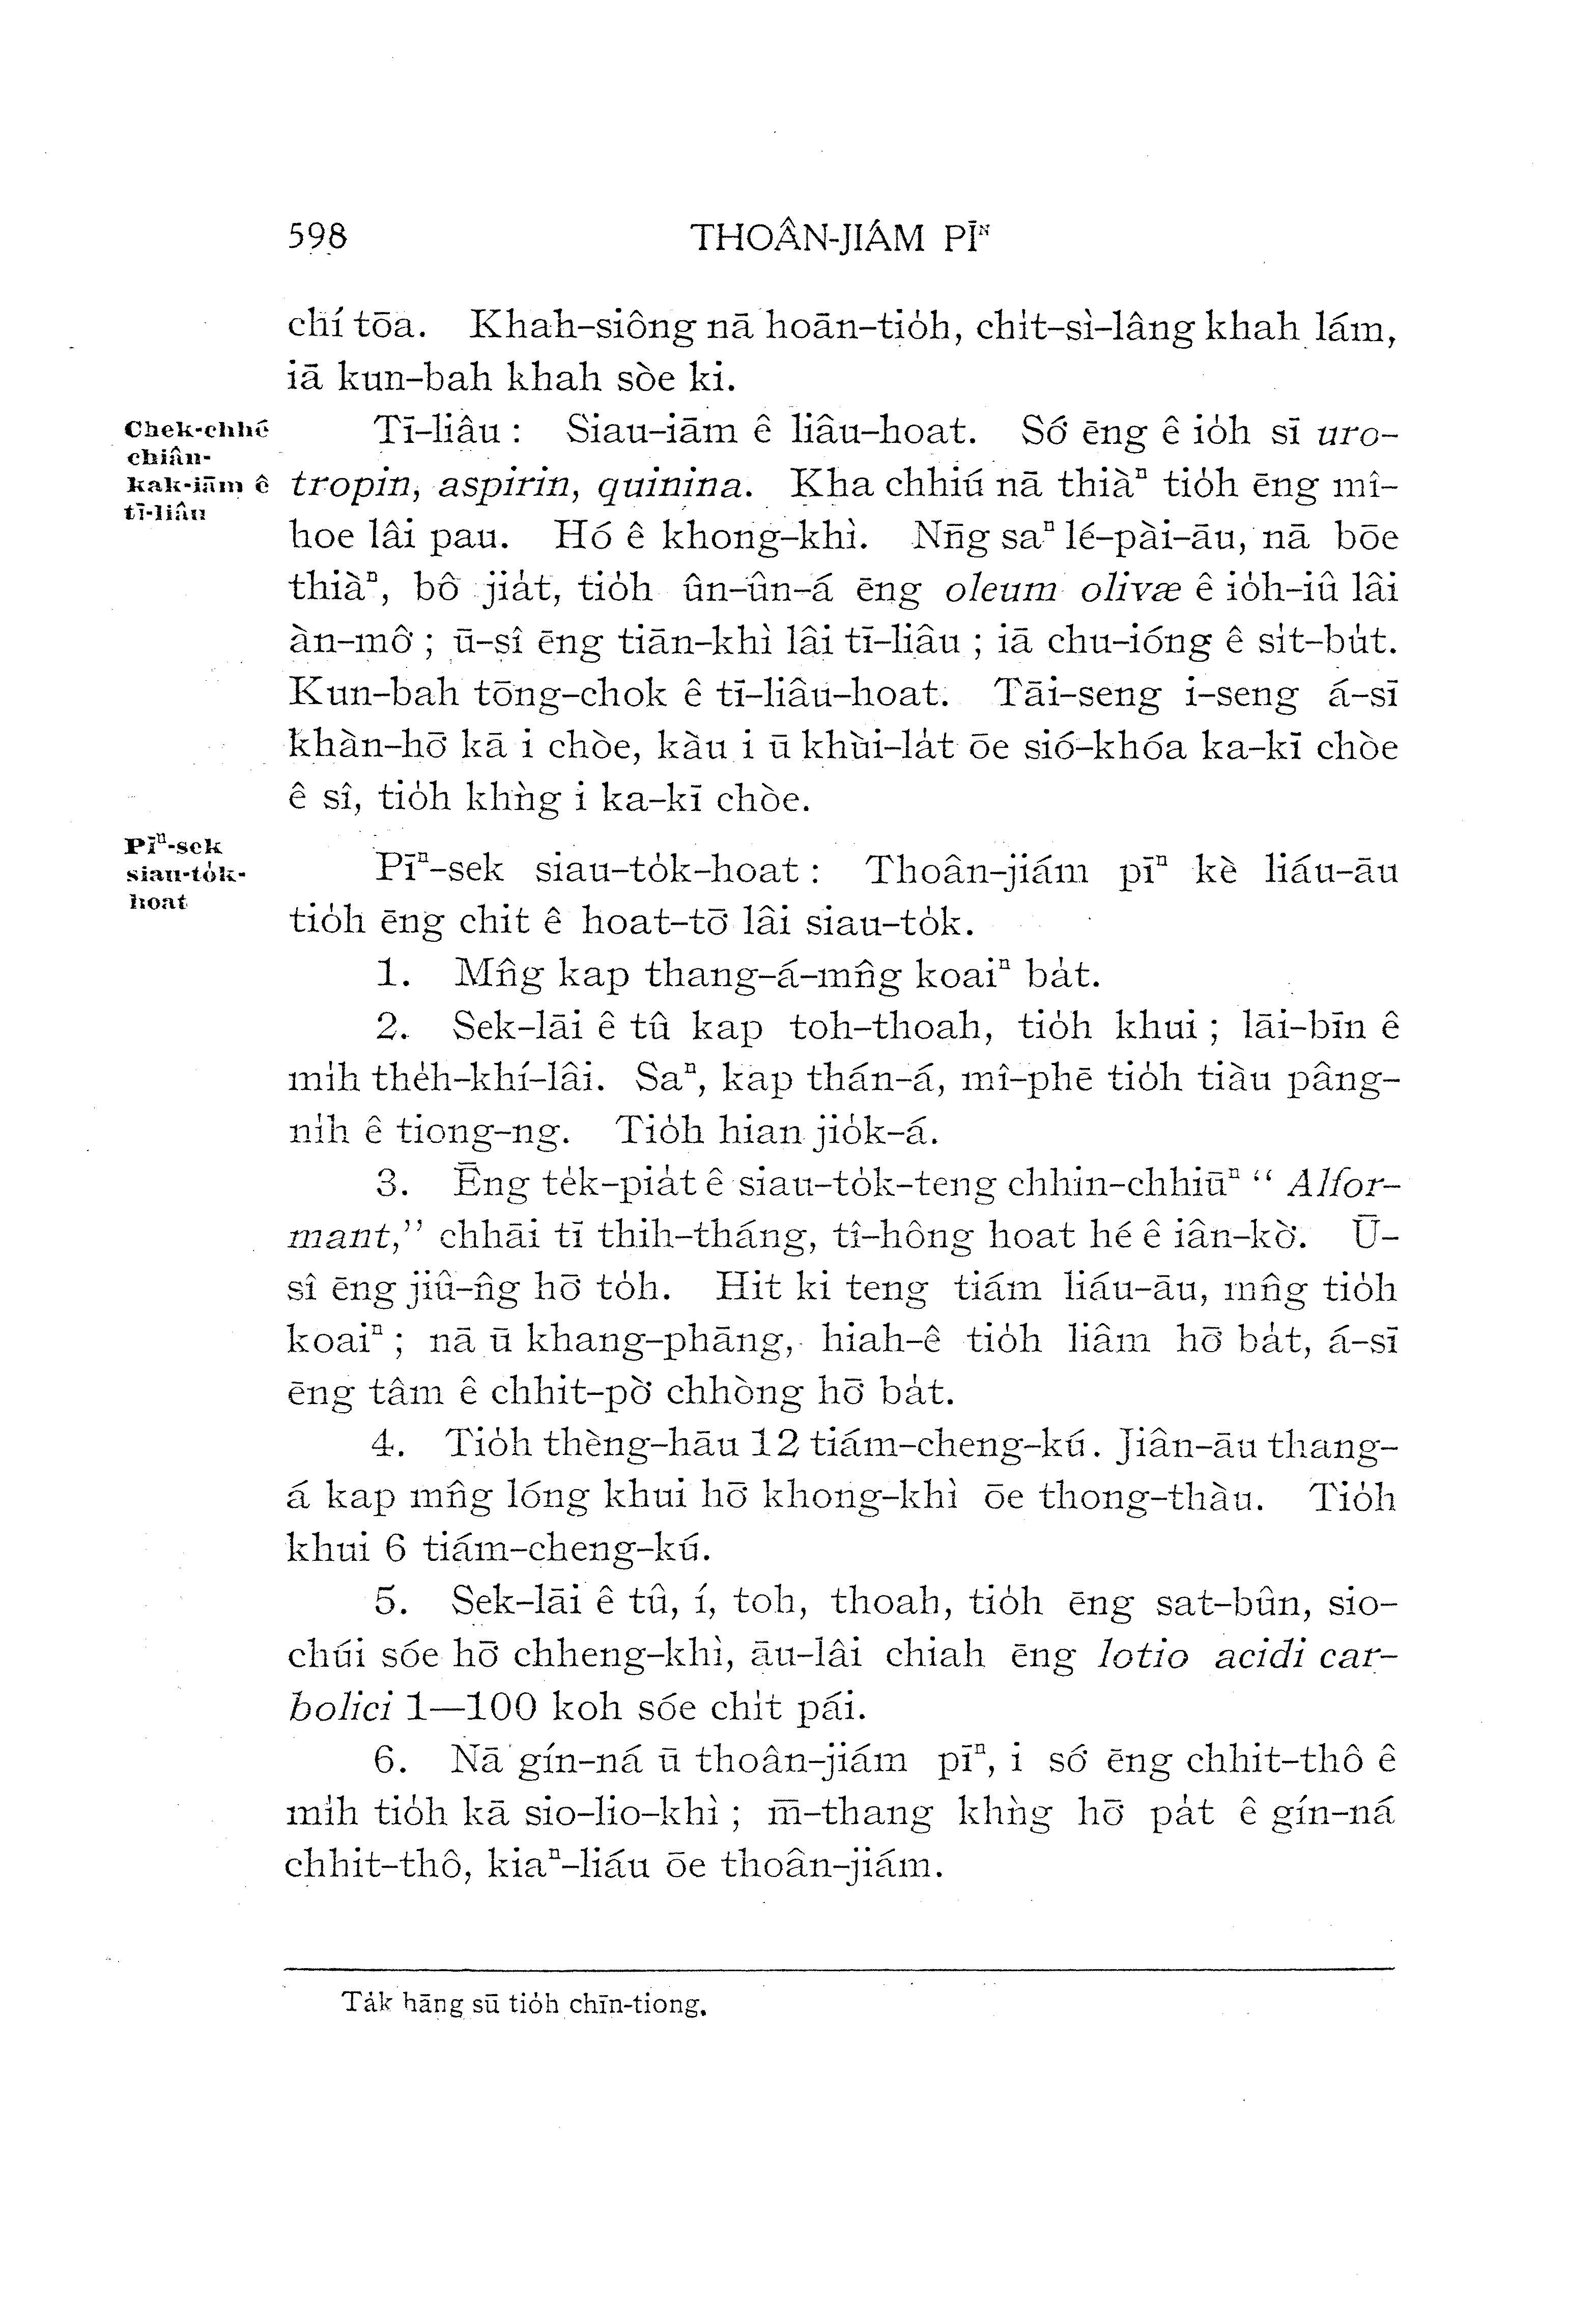 598 THOÂN-JIÁM PĪᴺ
chí tōa. Khah-siông nā hoān-tio̍h, chi̍t-sì-lâng khah lám,
iā kun-bah khah sòe ki.
Chek-chhé
chiân-
kak-iām ê
tī-liâu
Tī-liâu : Siau-iām ê liâu-hoat. Só͘ ēng ê io̍h sī uro-
tropin, aspirin, quinina. Kha chhiú nā thiàⁿ tio̍h ēng mî-
hoe lâi pau. Hó ê khong-khì. Nn̄g saⁿ lé-pài-āu, nā bōe
thiàⁿ, bô jia̍t, tio̍h ûn-ûn-á ēng oleum olivæ ê io̍h-iû lâi
àn-mô͘ ; ū-sî ēng tiān-khì lâi tī-liâu ; iā chu-ióng ê si̍t-bu̍t.
Kun-bah tōng-chok ê tī-liâu-hoat. Tāi-seng i-seng á-sī
khàn-hō͘ kā i chòe, kàu i ū khùi-la̍t ōe sió-khóa ka-kī chòe
ê sî, tio̍h khǹg i ka-kī chòe.
Pīⁿ-sek
siau-to̍k-
hoat
Pīⁿ-sek siau-to̍k-hoat : Thoân-jiám pīⁿ kè liáu-āu
tio̍h ēng chit ê hoat-tō͘ lâi siau-to̍k.
1. Mn̂g kap thang-á-mn̂g koaiⁿ ba̍t.
2. Sek-lāi ê tû kap toh-thoah, tio̍h khui ; lāi-bīn ê
mi̍h the̍h-khí-lâi. Saⁿ, kap thán-á, mî-phē tio̍h tiàu pâng-
ni̍h ê tiong-ng. Tio̍h hian jio̍k-á.
3. Ēng te̍k-pia̍t ê siau-to̍k-teng chhin-chhiūⁿ “ Alfor-
mant,” chhāi tī thih-tháng, tî-hông hoat hé ê iân-kò͘. Ū-
sî ēng jiû-n̂g hō͘ to̍h. Hit ki teng tiám liáu-āu, mn̂g tio̍h
koaiⁿ ; nā ū khang-phāng, hiah-ê tio̍h liâm hō͘ ba̍t, á-sī
ēng tâm ê chhit-pò͘ chhòng hō͘ ba̍t.
4. Tio̍h thèng-hāu 12 tiám-cheng-kú. Jiân-āu thang-
á kap mn̂g lóng khui hō͘ khong-khì ōe thong-thàu. Tio̍h
khui 6 tiám-cheng-kú.
5. Sek-lāi ê tû, í, toh, thoah, tio̍h ēng sat-bûn, sio-
chúi sóe hō͘ chheng-khì, āu-lâi chiah ēng lotio acidi car-
bolici 1—100 koh sóe chi̍t pái.
6. Nā gín-ná ū thoân-jiám pīⁿ, i só͘ ēng chhit-thô ê
mi̍h tio̍h kā sio-lio-khì ; m̄-thang khǹg hō͘ pa̍t ê gín-ná
chhit-thô, kiaⁿ-liáu ōe thoân-jiám.
Ta̍k hāng sū tio̍h chīn-tiong.